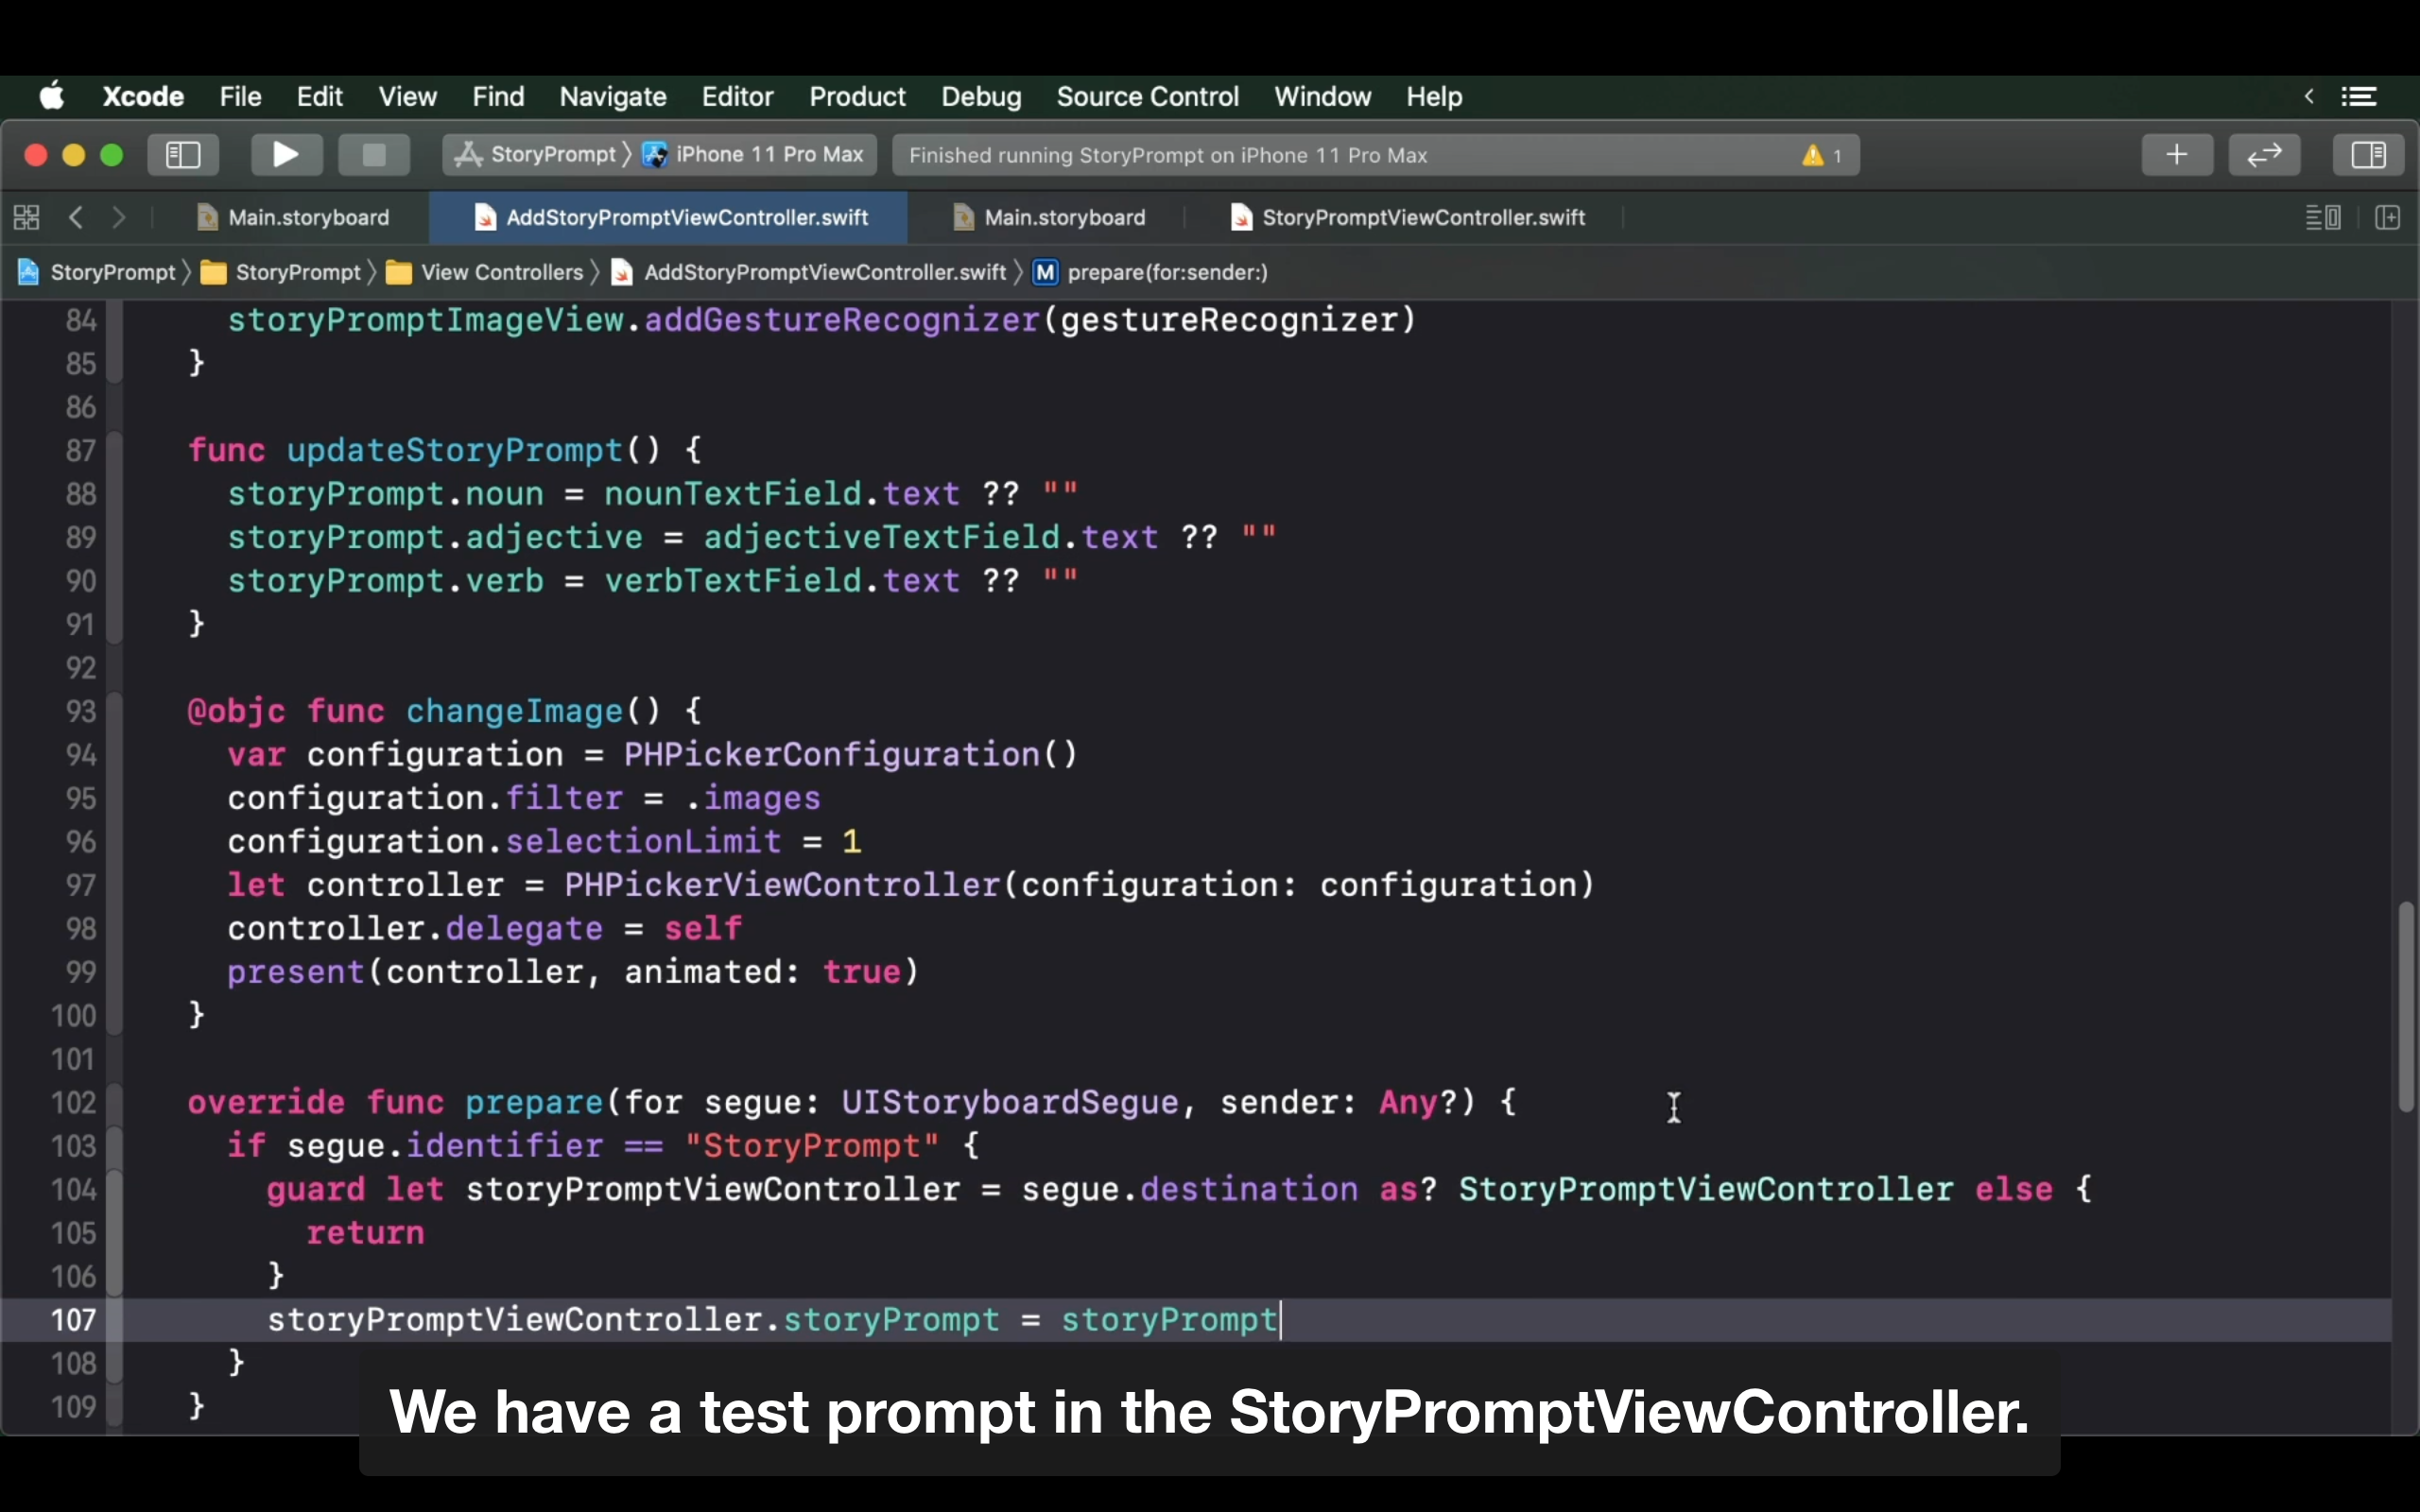 Xcode File Edit View Find Navigate Editor Product Debug Source Control Window Help
StoryPrompt 〉 iPhone 11 Pro Max Finished running StoryPrompt on iPhone 11 Pro Max 1
Main.storyboard AddStoryPromptViewController.swift Main.storyboard StoryPromptViewController.swift
StoryPrompt 〉 StoryPrompt 〉 View Controllers 〉 AddStoryPromptViewController.swift 〉 M prepare(for:sender:)
84 storyPromptImageView.addGestureRecognizer(gestureRecognizer)
85 }
86
87 func updateStoryPrompt() {
88 storyPrompt.noun = nounTextField.text ?? ""
89 storyPrompt.adjective = adjectiveTextField.text ?? ""
90 storyPrompt.verb = verbTextField.text ?? ""
91 }
92
93 @objc func changeImage() {
94 var configuration = PHPickerConfiguration()
95 configuration.filter = .images
96 configuration.selectionLimit = 1
97 let controller = PHPickerViewController(configuration: configuration)
98 controller.delegate = self
99 present(controller, animated: true)
100 }
101
102 override func prepare(for segue: UIStoryboardSegue, sender: Any?) {
103 if segue.identifier == "StoryPrompt" {
104 guard let storyPromptViewController = segue.destination as? StoryPromptViewController else {
105 return
106 }
107 storyPromptViewController.storyPrompt = storyPrompt
108 }
109 }
We have a test prompt in the StoryPromptViewController.